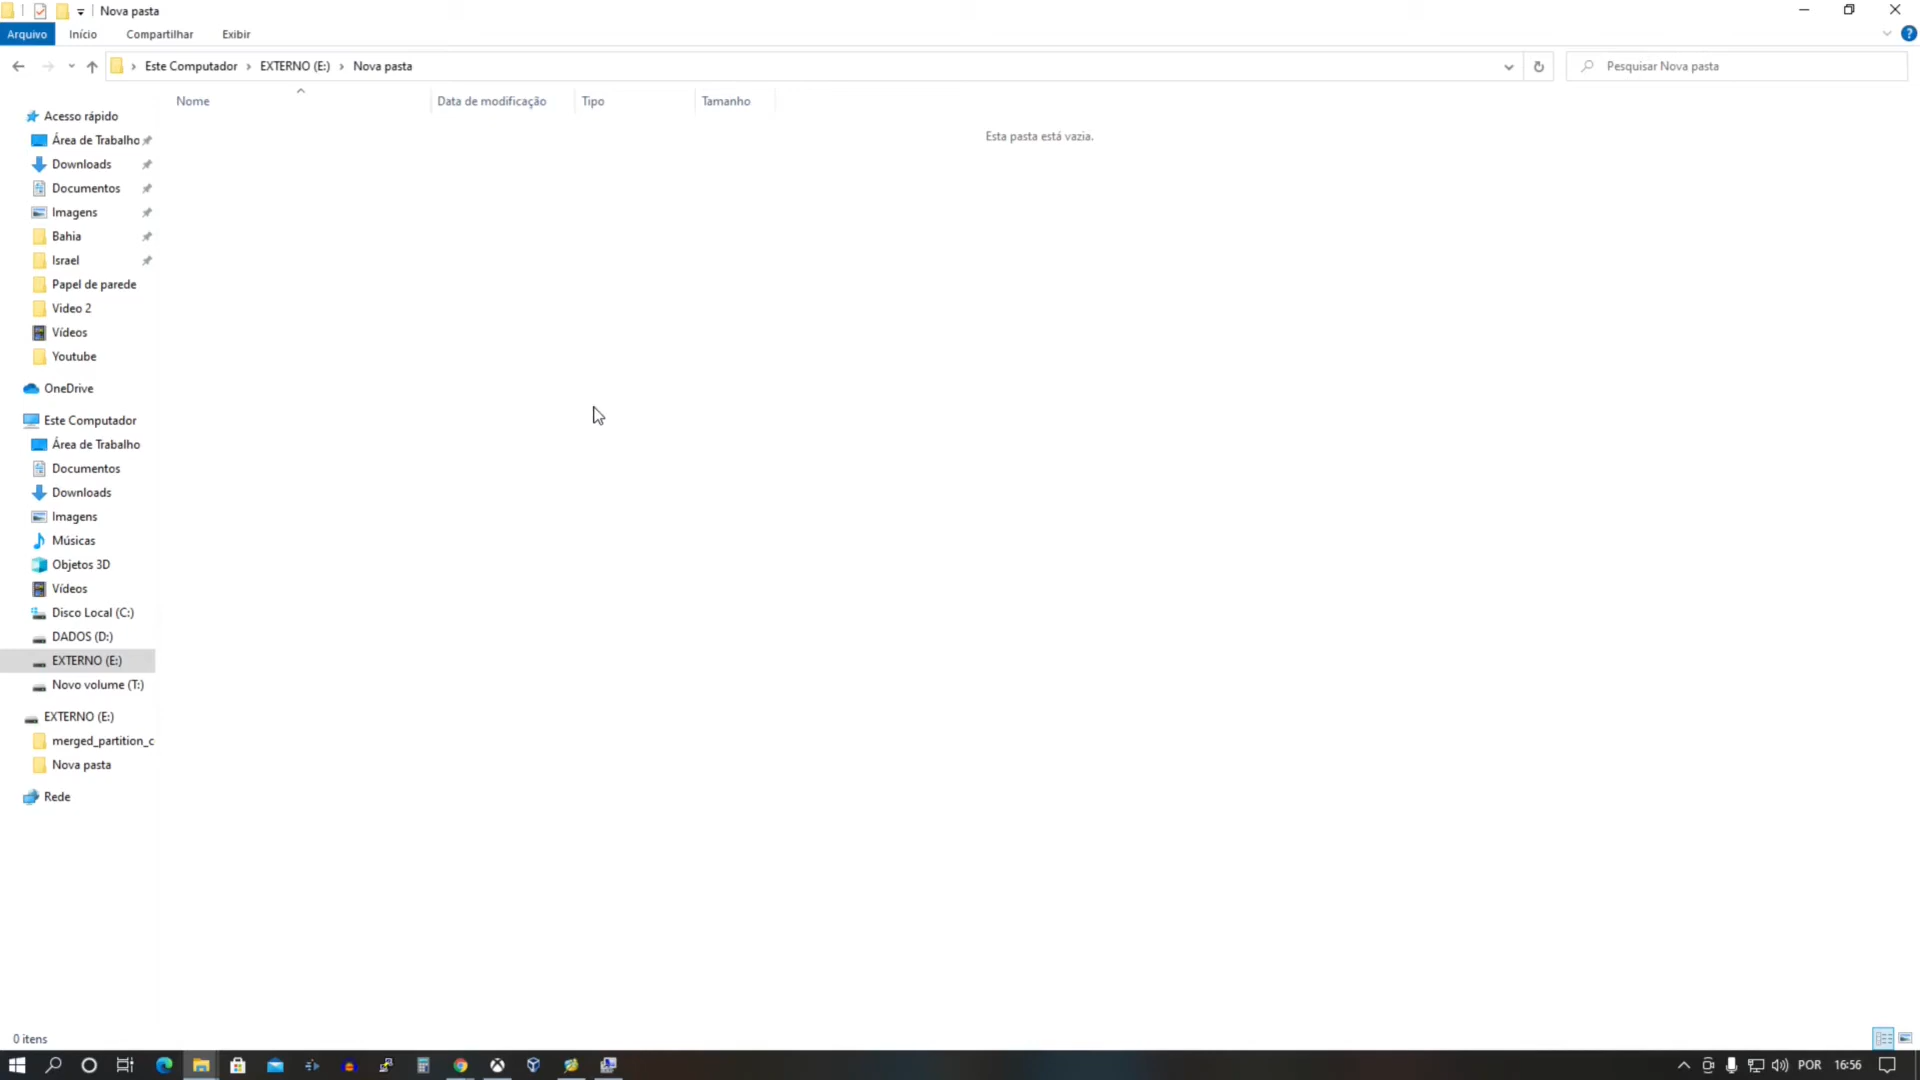 Nova pasta
Arquivo Início Compartilhar Exibir
Este Computador > EXTERNO (E:) > Nova pasta
Pesquisar Nova pasta
Nome Data de modificação Tipo Tamanho
Esta pasta está vazia.
Acesso rápido
Área de Trabalho
Downloads
Documentos
Imagens
Bahia
Israel
Papel de parede
Video 2
Vídeos
Youtube
OneDrive
Este Computador
Área de Trabalho
Documentos
Downloads
Imagens
Músicas
Objetos 3D
Vídeos
Disco Local (C:)
DADOS (D:)
EXTERNO (E:)
Novo volume (T:)
EXTERNO (E:)
merged_partition_c
Nova pasta
Rede
0 itens
POR 16:56